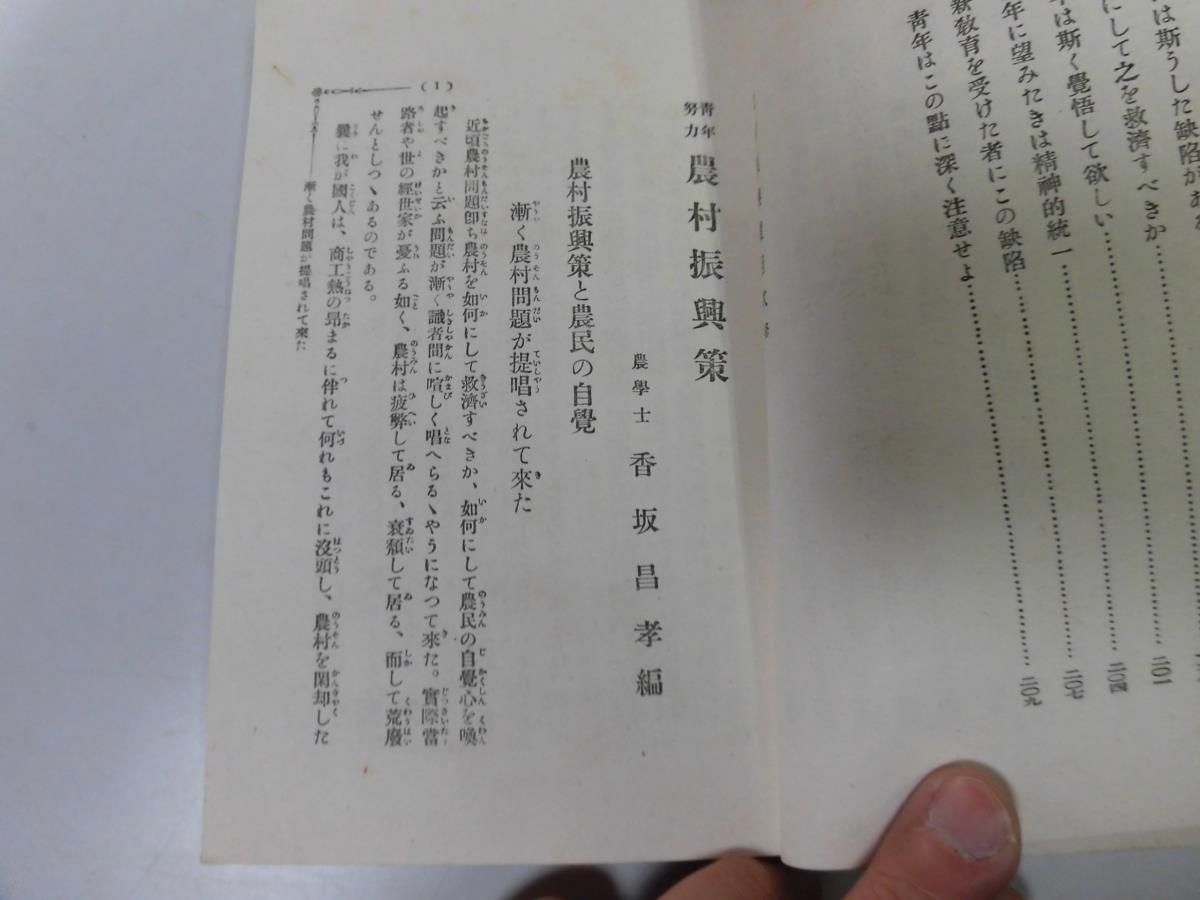 は斯うした缺陷があ
にして之を救濟すべきか…………二〇一
は斯く覺悟して欲しい…………二〇四
年に望みたきは精神的統一…………二〇七
新敎育を受けた者にこの缺陷…………二〇九
靑年はこの點に深く注意せよ
靑年
努力
農村振興策
農學士 香坂昌孝編
農村振興策と農民の自覺
漸く農村問題が提唱されて來た
近頃農村問題卽ち農村を如何にして救濟すべきか、如何にして農民の自覺心を喚
起すべきかと云ふ問題が漸く識者間に喧しく唱へらるゝやうになつて來た。實際當
路者や世の經世家が憂ふる如く、農村は疲弊して居る、衰頽して居る、而して荒廢
せんとしつゝあるのである。
曩に我が國人は、商工熱の昂まるに伴れて何れもこれに沒頭し、農村を閑却した
漸く農村問題が提唱されて來た
(1)